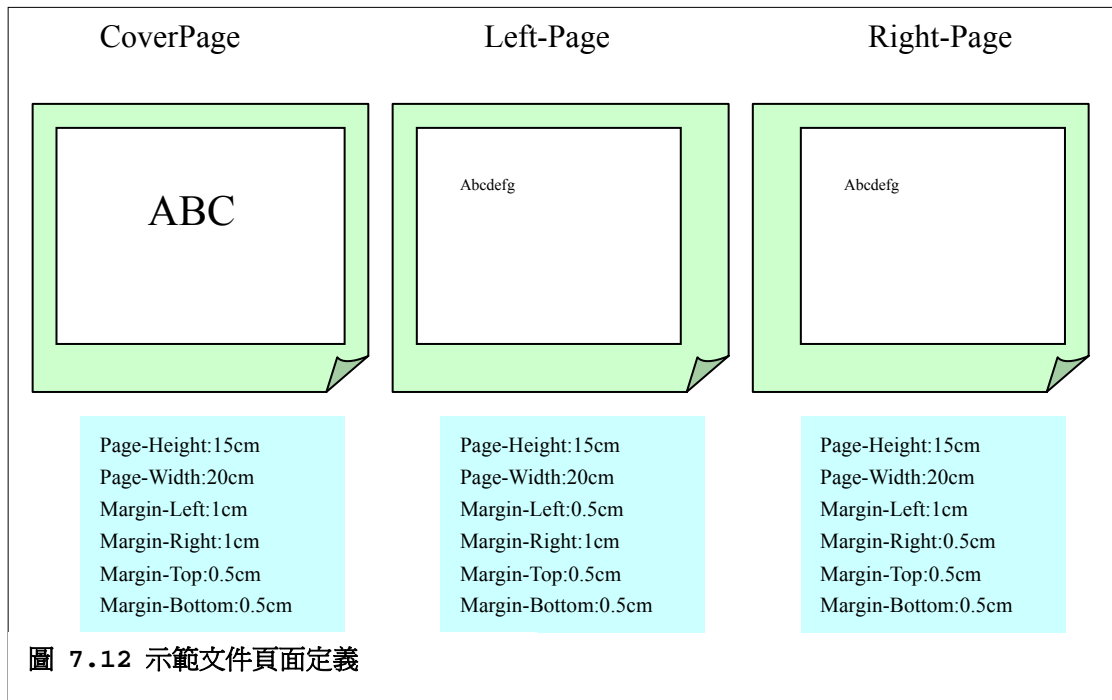 CoverPage
Left-Page
Right-Page
ABC
Abcdefg
Abcdefg
Page-Height:15cm
Page-Width:20cm
Margin-Left:1cm
Margin-Right:1cm
Margin-Top:0.5cm
Margin-Bottom:0.5cm
Page-Height:15cm
Page-Width:20cm
Margin-Left:0.5cm
Margin-Right:1cm
Margin-Top:0.5cm
Margin-Bottom:0.5cm
Page-Height:15cm
Page-Width:20cm
Margin-Left:1cm
Margin-Right:0.5cm
Margin-Top:0.5cm
Margin-Bottom:0.5cm
圖 7.12 示範文件頁面定義